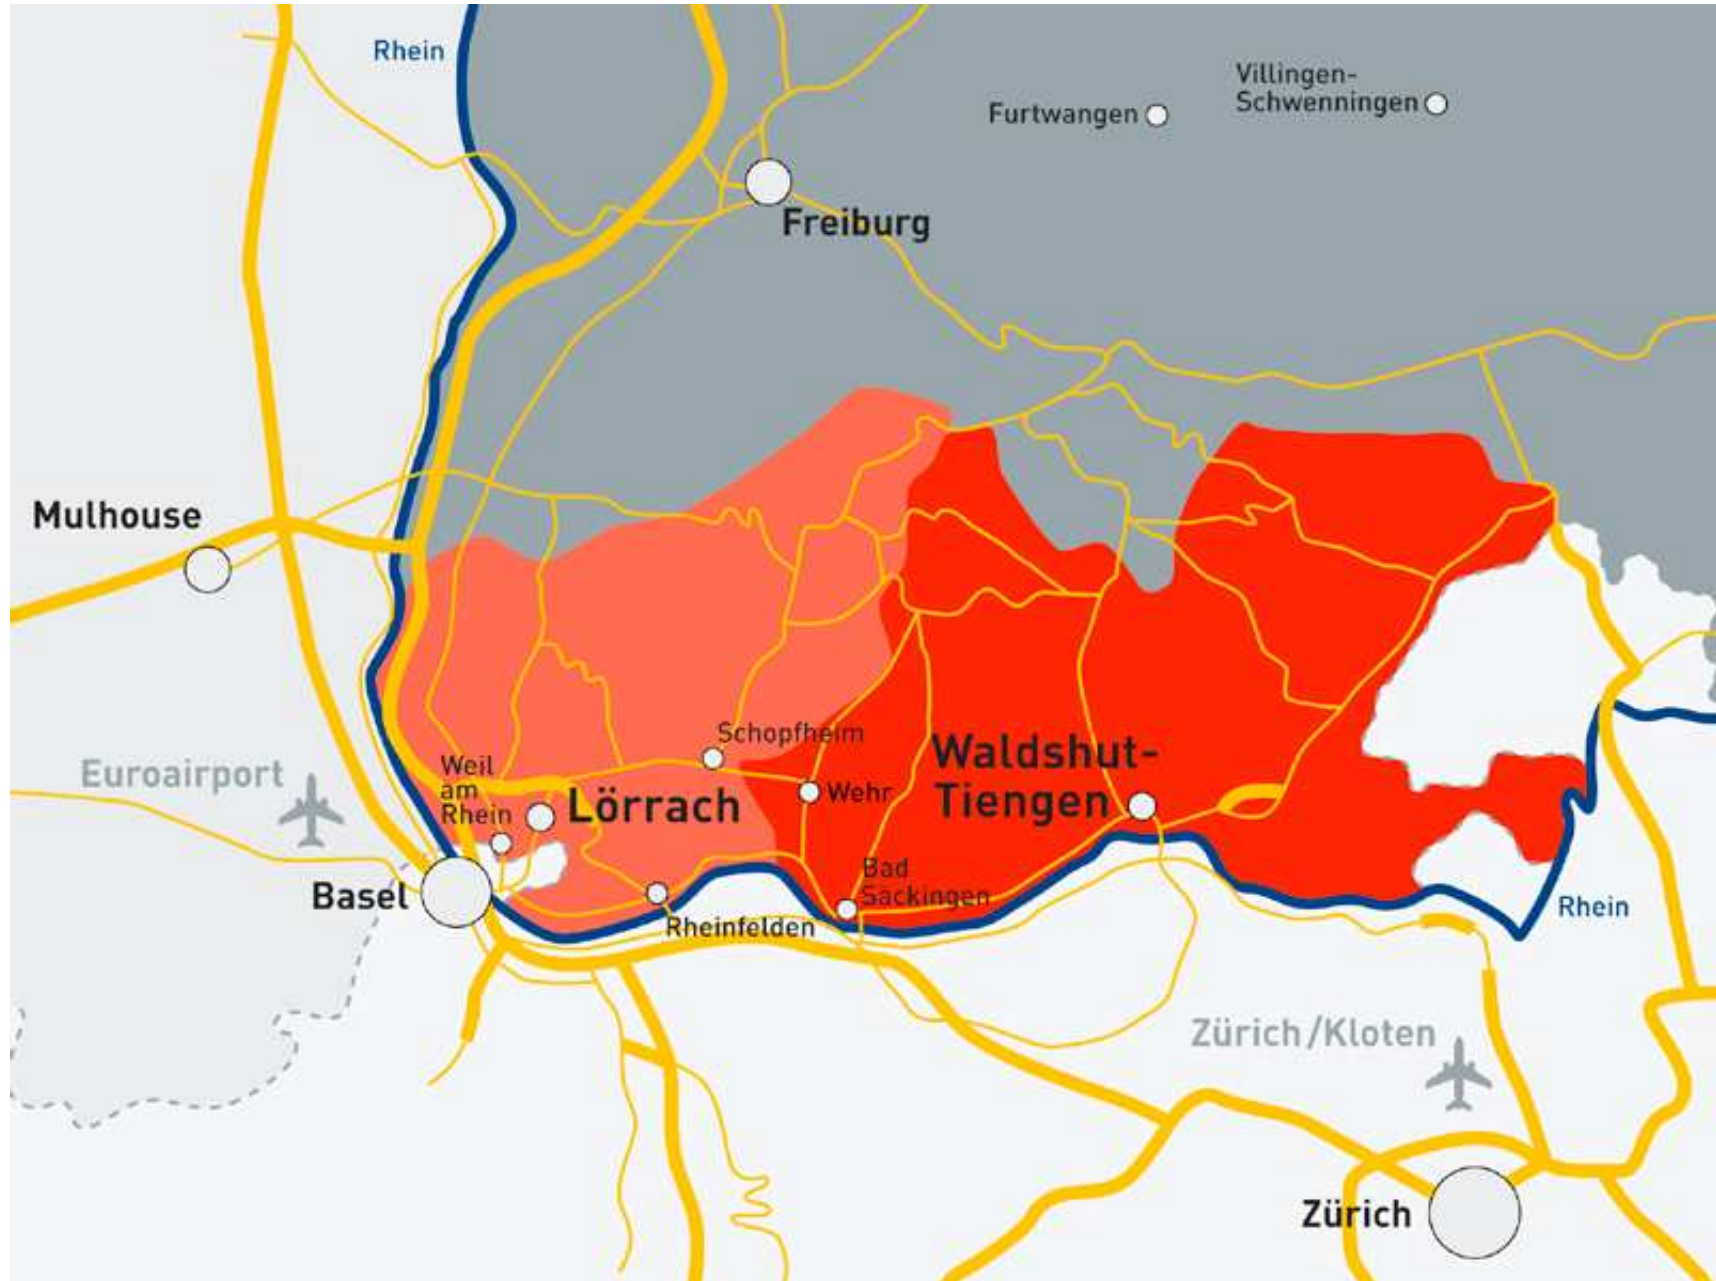 Rhein
Villingen-
Schwenningen
Furtwangen
Freiburg
Mulhouse
Schopfheim
Waldshut-
Tiengen
Weil
am
Rhein
Euroairport
Lörrach
Wehr
Bad
Säckingen
Basel
Rheinfelden
Rhein
Zürich/Kloten
Zürich